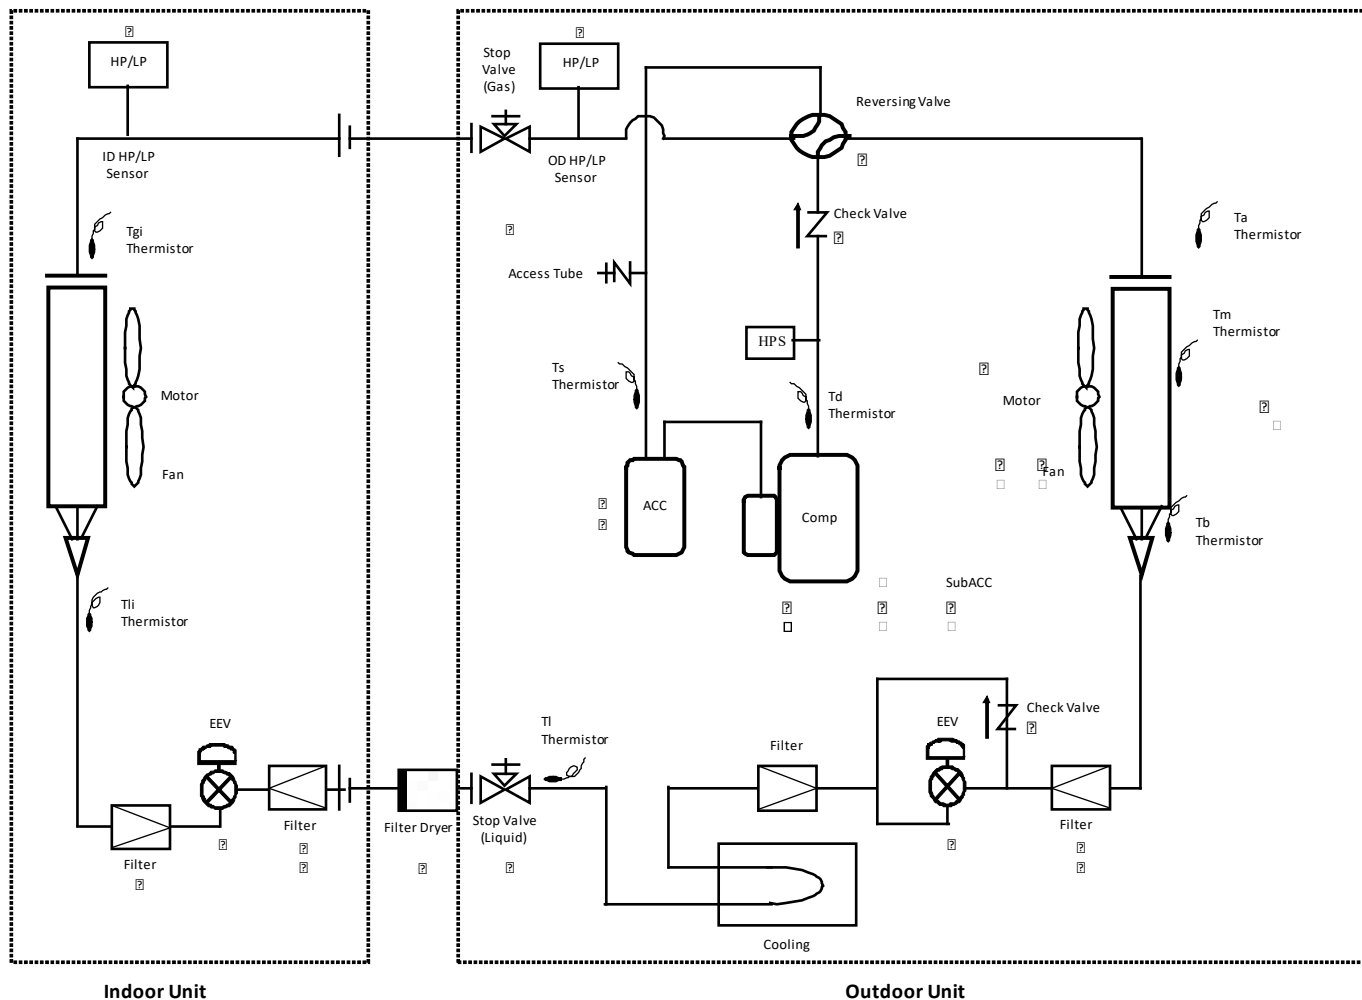 HP/LP
Stop
Valve
(Gas)
HP/LP
Reversing Valve
ID HP/LP
Sensor
OD HP/LP
Sensor
Tgi
Thermistor
Check Valve
Ta
Thermistor
Access Tube
Tm
Thermistor
HPS
Ts
Thermistor
Td
Thermistor
Motor
Motor
Fan
Fan
ACC
Comp
Tb
Thermistor
SubACC
Tli
Thermistor
EEV
Tl
Thermistor
Filter
EEV
Check Valve
Filter
Filter
Filter Dryer
Stop Valve
(Liquid)
Filter
Cooling
Indoor Unit
Outdoor Unit